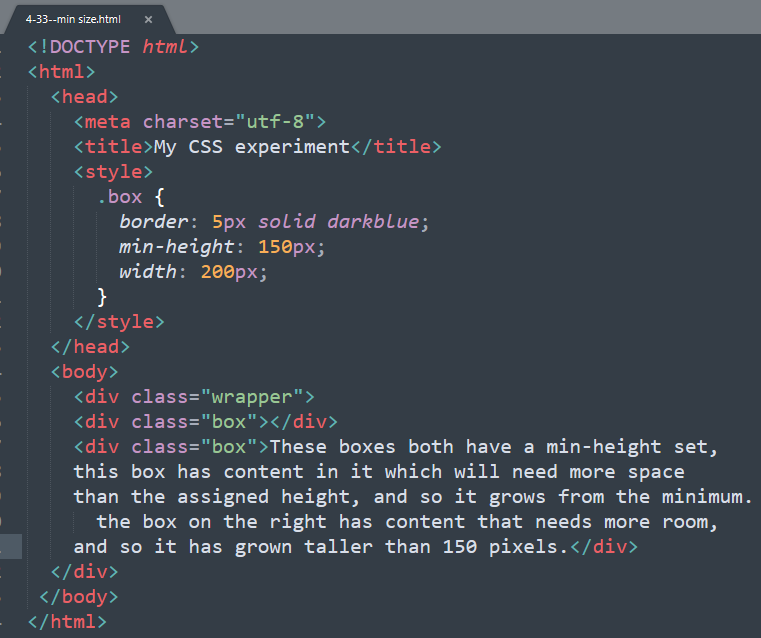 4-33--min size.html ×
<!DOCTYPE html>
<html>
<head>
<meta charset="utf-8">
<title>My CSS experiment</title>
<style>
.box {
border: 5px solid darkblue;
min-height: 150px;
width: 200px;
}
</style>
</head>
<body>
<div class="wrapper">
<div class="box"></div>
<div class="box">These boxes both have a min-height set,
this box has content in it which will need more space
than the assigned height, and so it grows from the minimum.
the box on the right has content that needs more room,
and so it has grown taller than 150 pixels.</div>
</div>
</body>
</html>